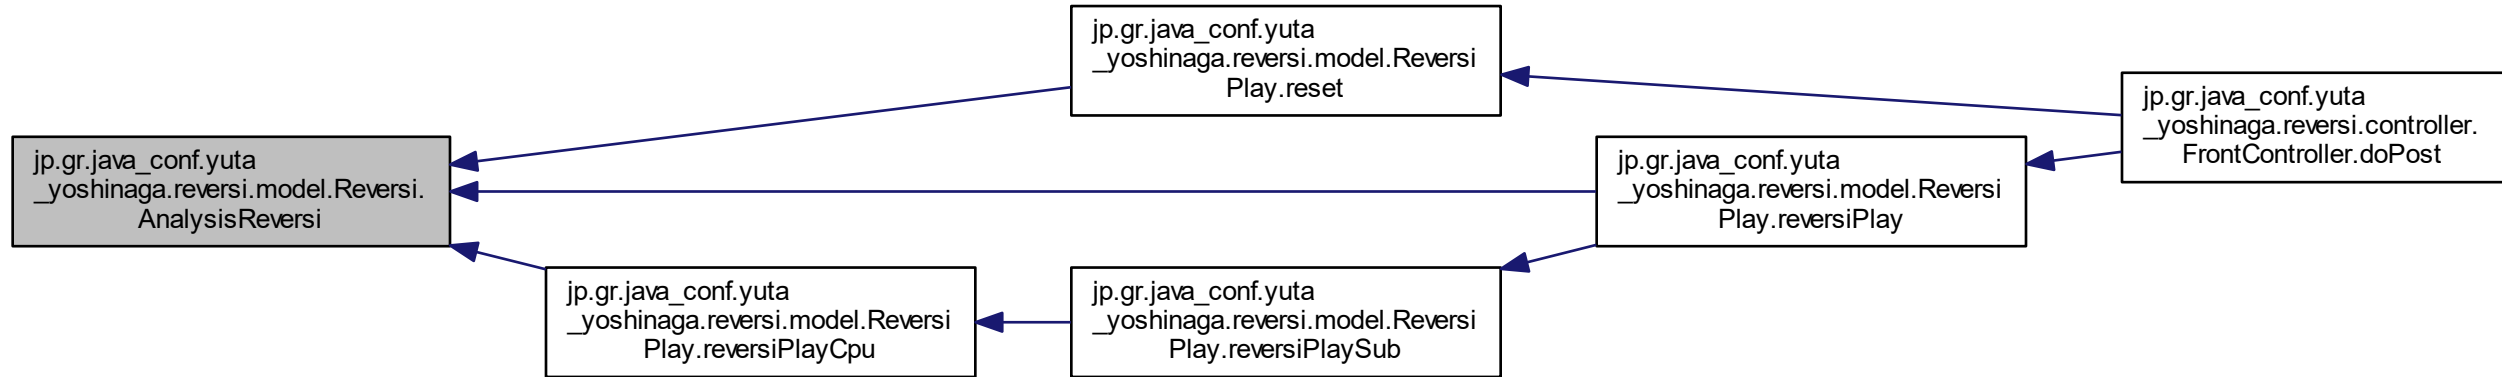 jp.gr.java_conf.yuta
_yoshinaga.reversi.model.Reversi.
AnalysisReversi
jp.gr.java_conf.yuta
_yoshinaga.reversi.model.Reversi
Play.reset
jp.gr.java_conf.yuta
_yoshinaga.reversi.controller.
FrontController.doPost
jp.gr.java_conf.yuta
_yoshinaga.reversi.model.Reversi
Play.reversiPlay
jp.gr.java_conf.yuta
_yoshinaga.reversi.model.Reversi
Play.reversiPlayCpu
jp.gr.java_conf.yuta
_yoshinaga.reversi.model.Reversi
Play.reversiPlaySub